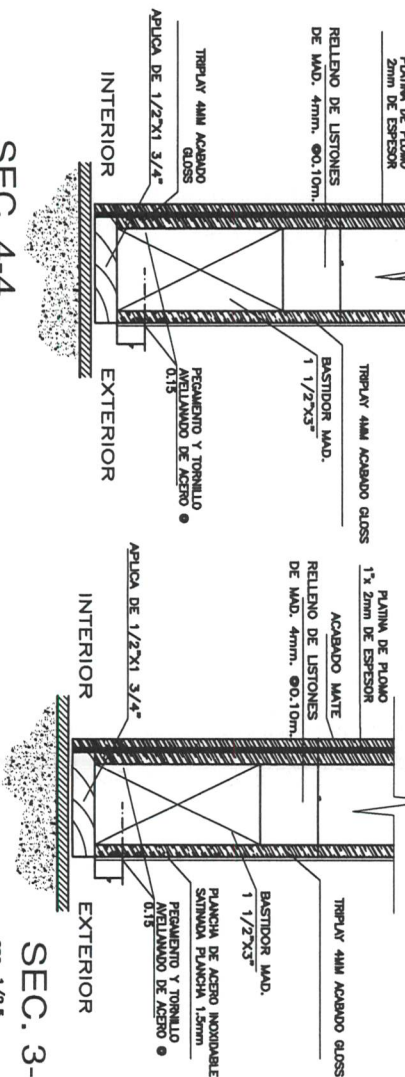 PLATINA DE PLOMO
2mm DE ESPESOR
RELLENO DE LISTONES
DE MAD. 4mm. @0.10m.
TRIPLAY 4MM ACABADO
GLOSS
APLICA DE 1/2"X1 3/4"
INTERIOR
EXTERIOR
TRIPLAY 4MM ACABADO GLOSS
BASTIDOR MAD.
1 1/2"X3"
PEGAMENTO Y TORNILLO
AVELLANADO DE ACERO @
0.15
SEC 4-4
PLATINA DE PLOMO
1"x 2mm DE ESPESOR
ACABADO MATE
RELLENO DE LISTONES
DE MAD. 4mm. @0.10m.
APLICA DE 1/2"X1 3/4"
INTERIOR
EXTERIOR
TRIPLAY 4MM ACABADO GLOSS
BASTIDOR MAD.
1 1/2"X3"
PLANCHA DE ACERO INOXIDABLE
SATINADA PLANCHA 1.5mm
PEGAMENTO Y TORNILLO
AVELLANADO DE ACERO @
0.15
SEC. 3-